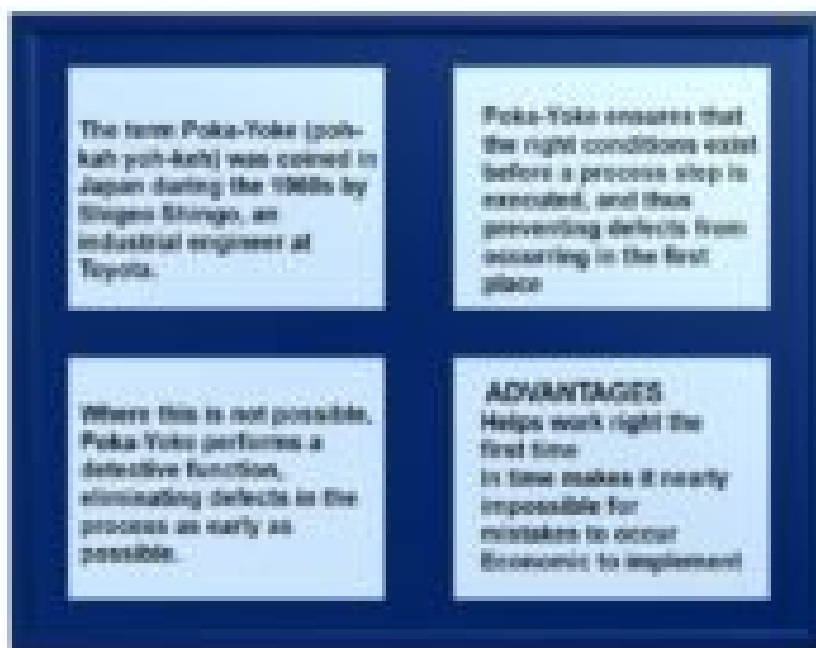 The term Poka-Yoke (poh-
kah yoh-keh) was coined in
Japan during the 1960s by
Shigeo Shingo, an
industrial engineer at
Toyota.
Poka-Yoke ensures that
the right conditions exist
before a process step is
executed, and thus
preventing defects from
occurring in the first
place
Where this is not possible,
Poka-Yoke performs a
detective function,
eliminating defects in the
process as early as
possible.
ADVANTAGES
Helps work right the
first time
In time makes it nearly
impossible for
mistakes to occur
Economic to implement